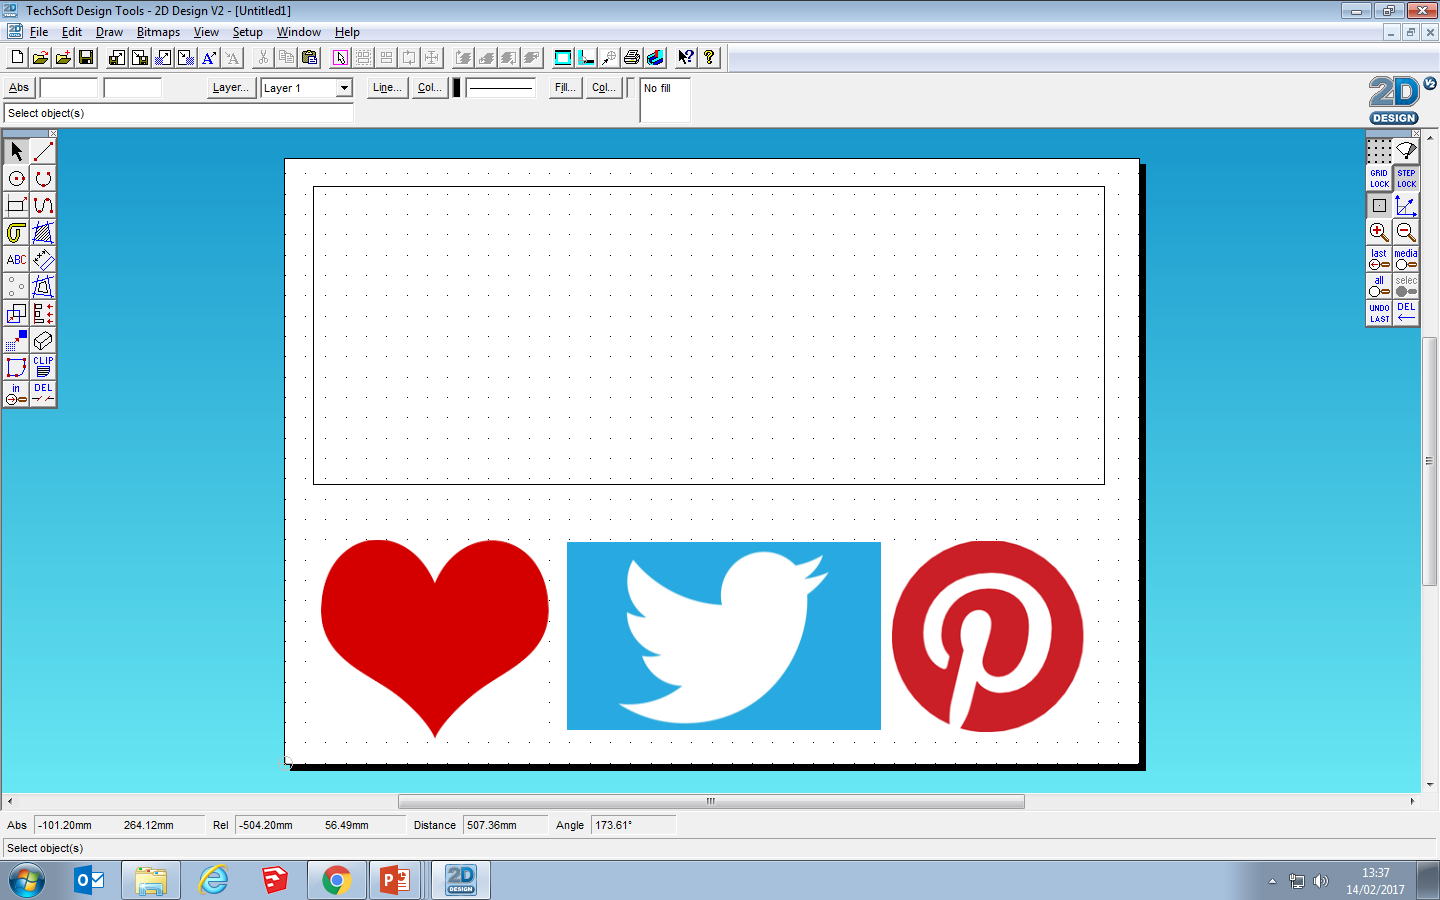 TechSoft Design Tools - 2D Design V2 - [Untitled1]
File Edit Draw Bitmaps View Setup Window Help
Abs Layer... Layer 1 Line... Col... Fill... Col... No fill
Select object(s)
2D V2
DESIGN
GRID LOCK
STEP LOCK
ABC
last media
all selec
CLIP
UNDO LAST
DEL
in DEL
Abs -101.20mm 264.12mm Rel -504.20mm 56.49mm Distance 507.36mm Angle 173.61°
Select object(s)
2D
DESIGN
13:37
14/02/2017